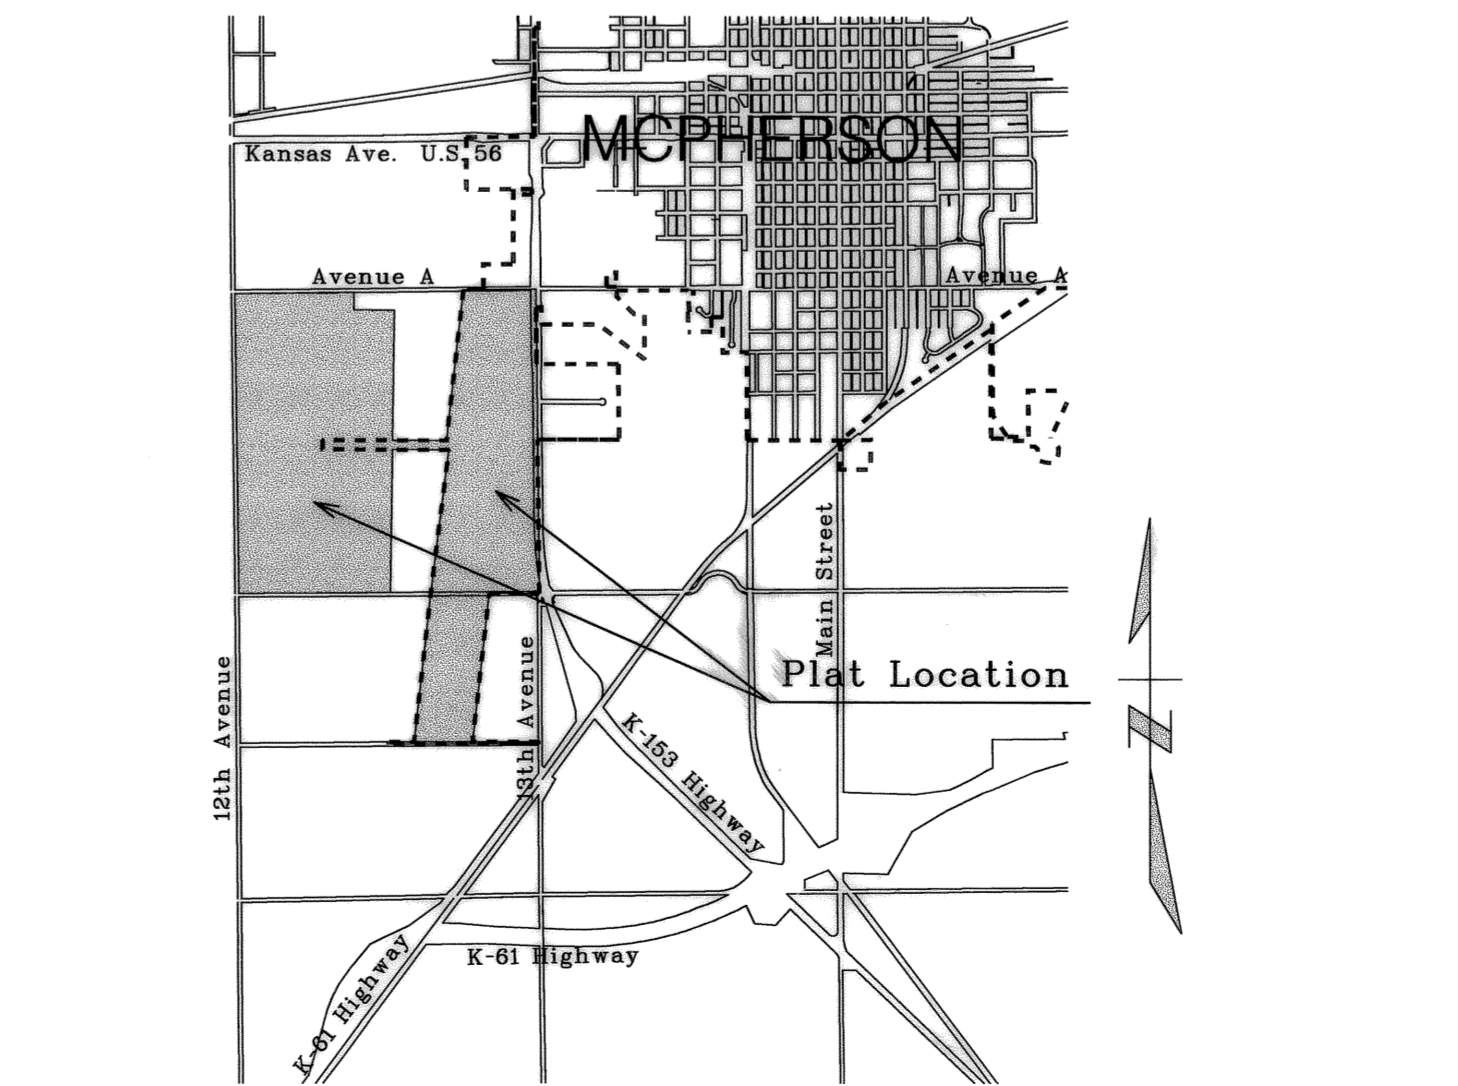 MCPHERSON
Kansas Ave. U.S. 56
Avenue A
Avenue A
Main Street
Plat Location
12th Avenue
13th Avenue
K-153 Highway
N
K-61 Highway
K-61 Highway